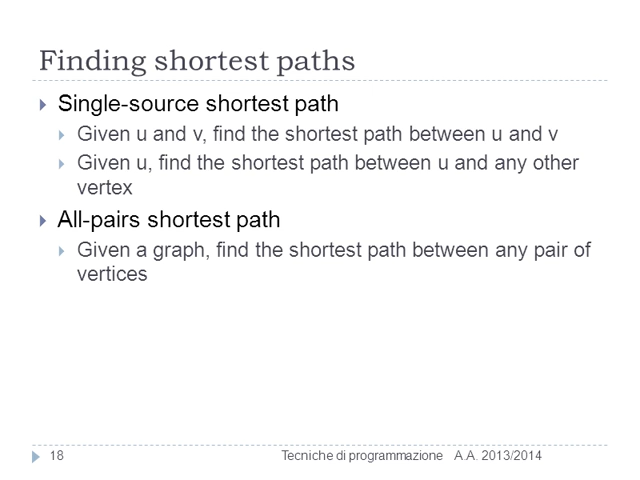 Finding shortest paths
Single-source shortest path
Given u and v, find the shortest path between u and v
Given u, find the shortest path between u and any other
vertex
All-pairs shortest path
Given a graph, find the shortest path between any pair of
vertices
18 Tecniche di programmazione A.A. 2013/2014